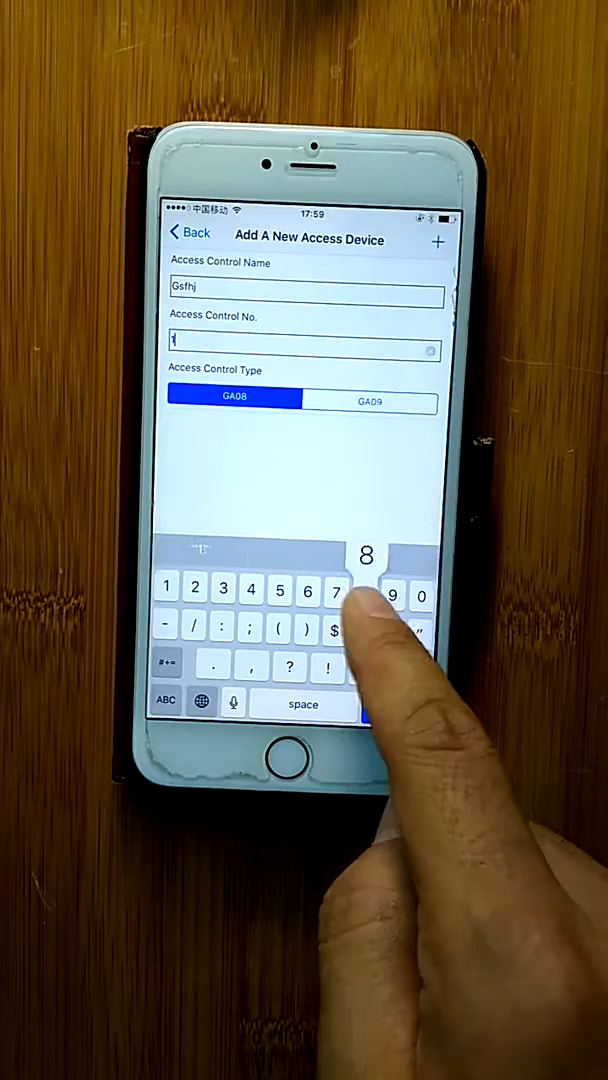 中国移动 17:59
Back Add A New Access Device +
Access Control Name
Gsfhj
Access Control No.
1
Access Control Type
GA08 GA09
8
1 2 3 4 5 6 7 9 0
- / : ; ( ) $ "
#+= . , ? !
ABC space